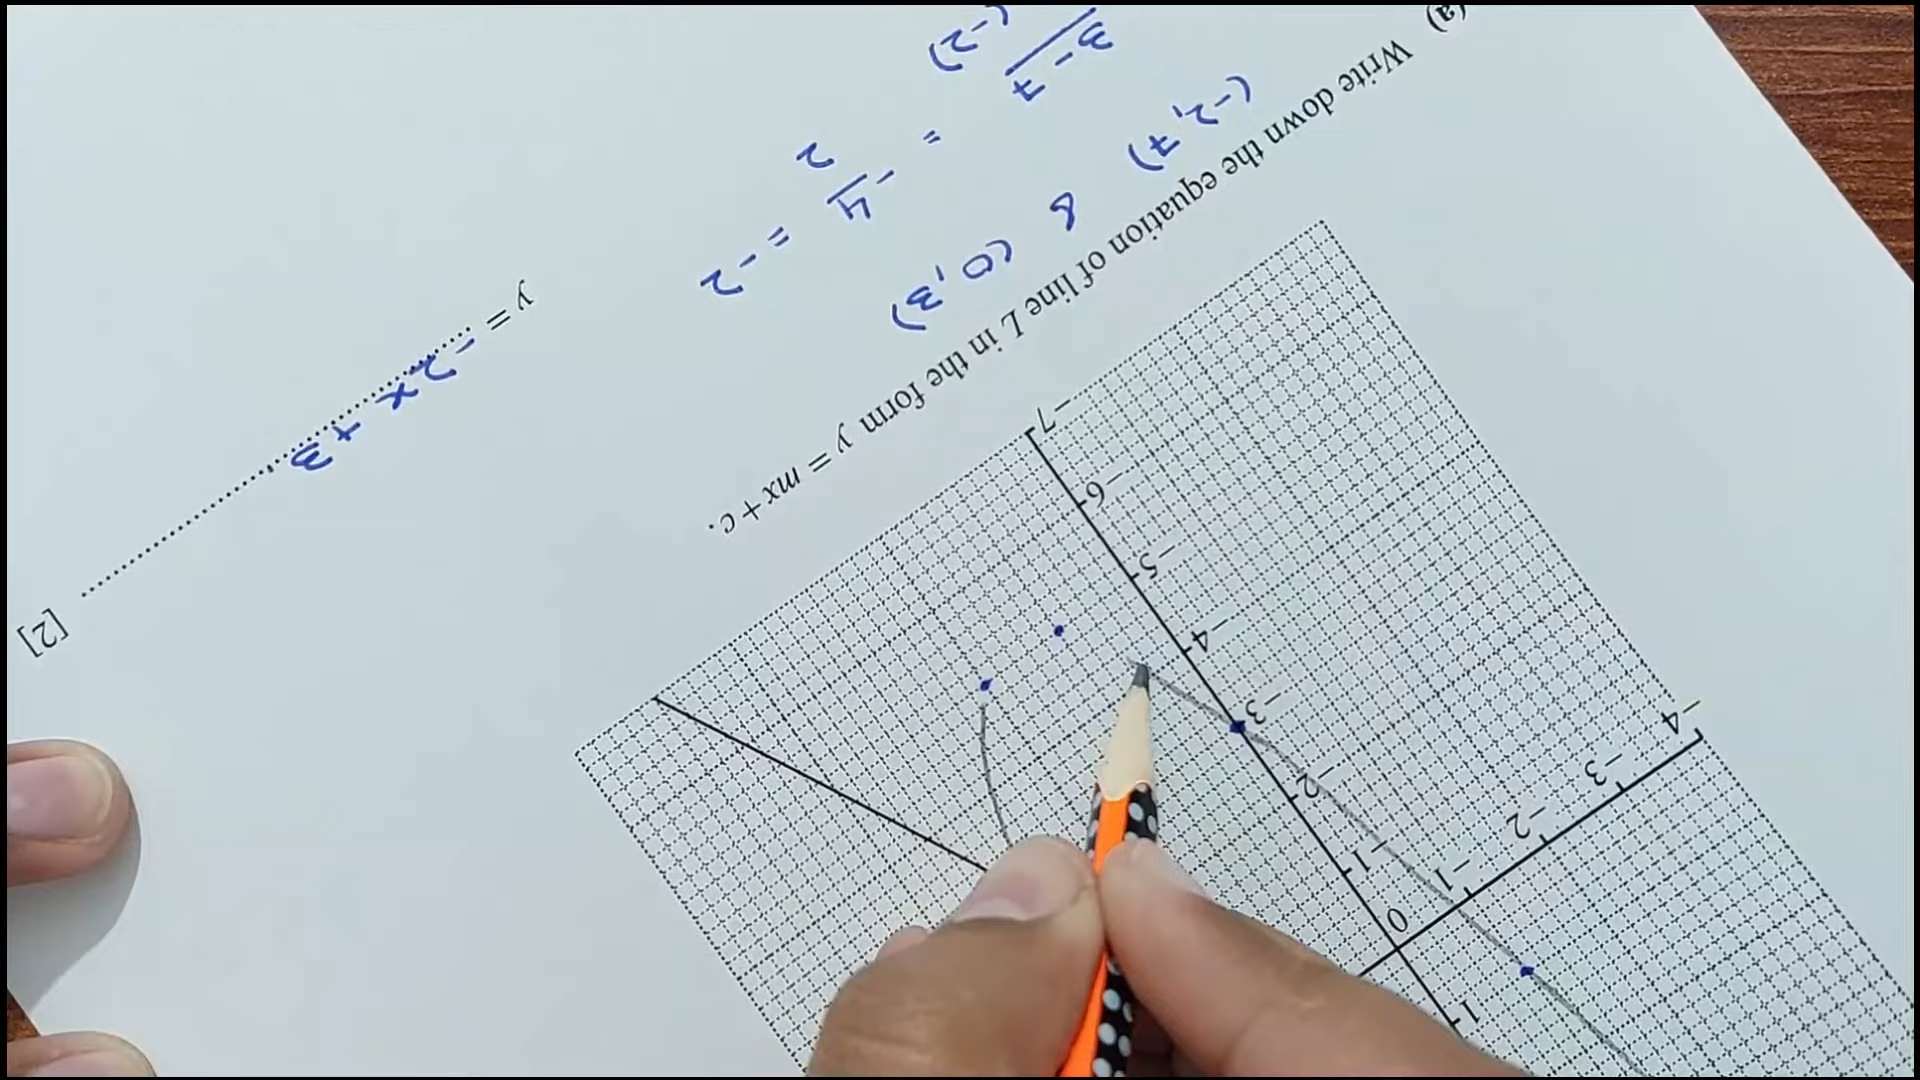 1
-4 -3 -2 -1 0
-1
-2
-3
-4
-5
-6
-7
(a) Write down the equation of line L in the form y = mx + c.
(-2,7) & (0,3)
3-7 = -4 = -2
(-2) 2
y = -2x + 3
[2]